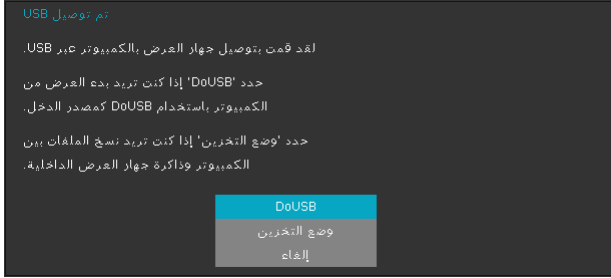 تم توصيل USB
لقد قمت بتوصيل جهاز العرض بالكمبيوتر عبر USB.
حدد 'DoUSB' إذا كنت تريد بدء العرض من
الكمبيوتر باستخدام DoUSB كمصدر الدخل.
حدد 'وضع التخزين' إذا كنت تريد نسخ الملفات بين
الكمبيوتر وذاكرة جهاز العرض الداخلية.
DoUSB
وضع التخزين
إلغاء